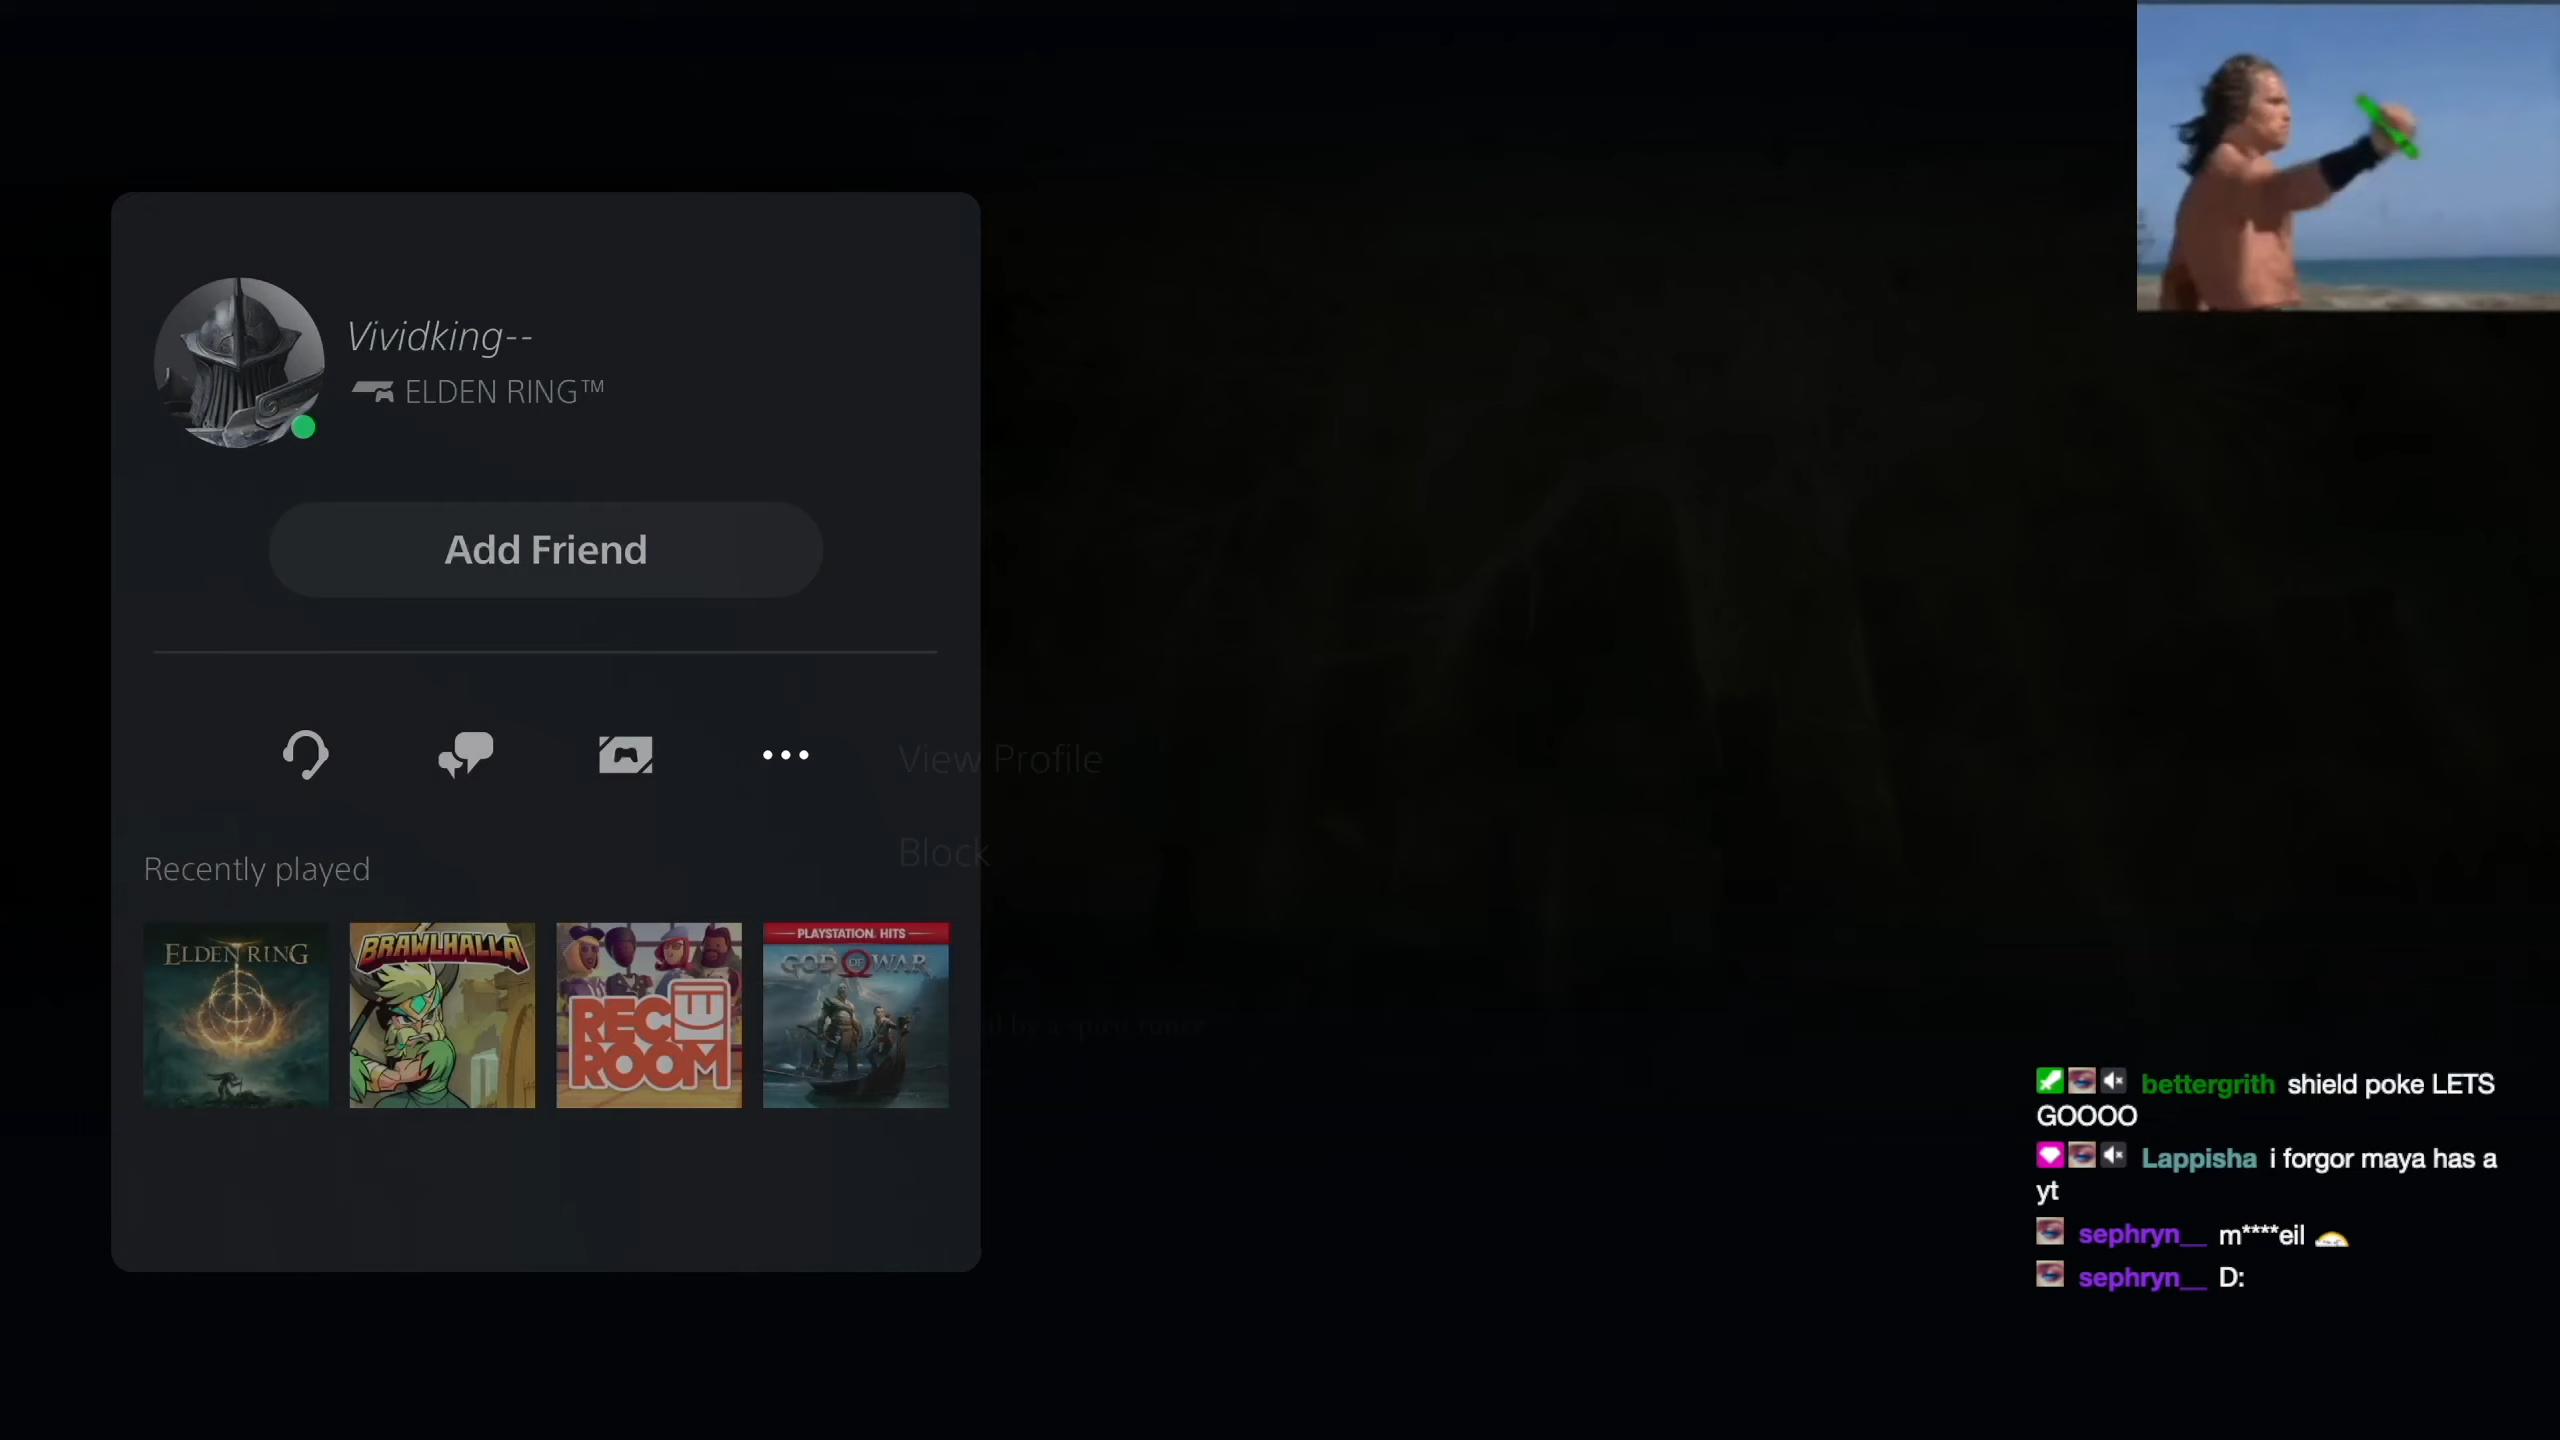 Vividking--
ELDEN RING™
Add Friend
View Profile
Block
Recently played
ELDEN RING
BRAWLHALLA
REC ROOM
PLAYSTATION HITS
GOD OF WAR
bettergrith shield poke LETS
GOOOO
Lappisha i forgor maya has a
yt
sephryn__ m****eil
sephryn__ D: